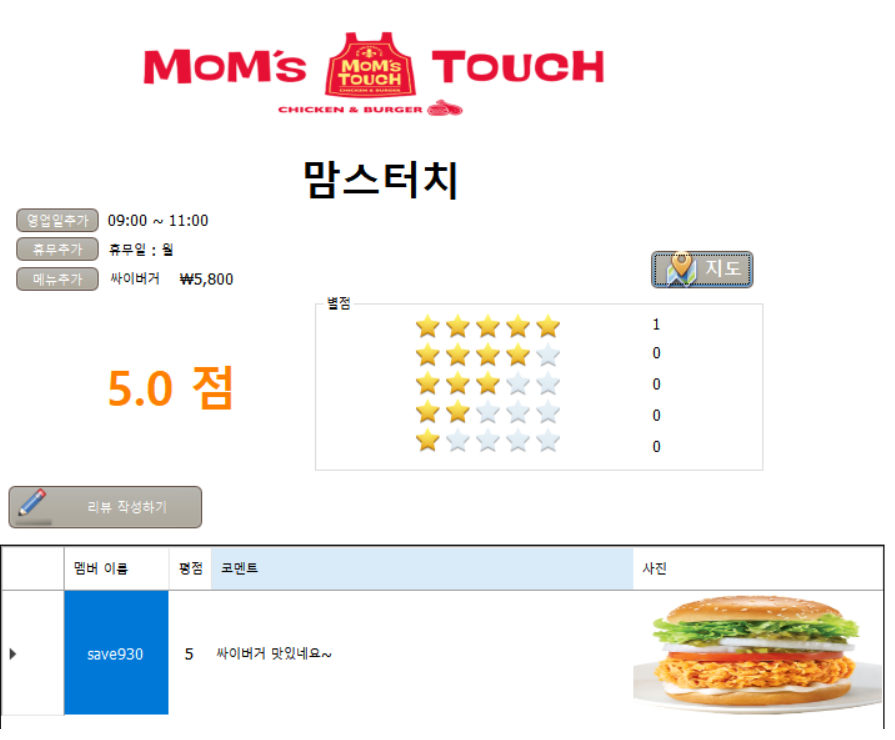 MOM's TOUCH
MOM's
TOUCH
CHICKEN & BURGER
맘스터치
영업일추가 09:00 ~ 11:00
휴무추가 휴무일 : 월
메뉴추가 싸이버거 ₩5,800
지도
별점
1
0
0
0
0
5.0 점
리뷰 작성하기
멤버 이름 평점 코멘트 사진
save930 5 싸이버거 맛있네요~